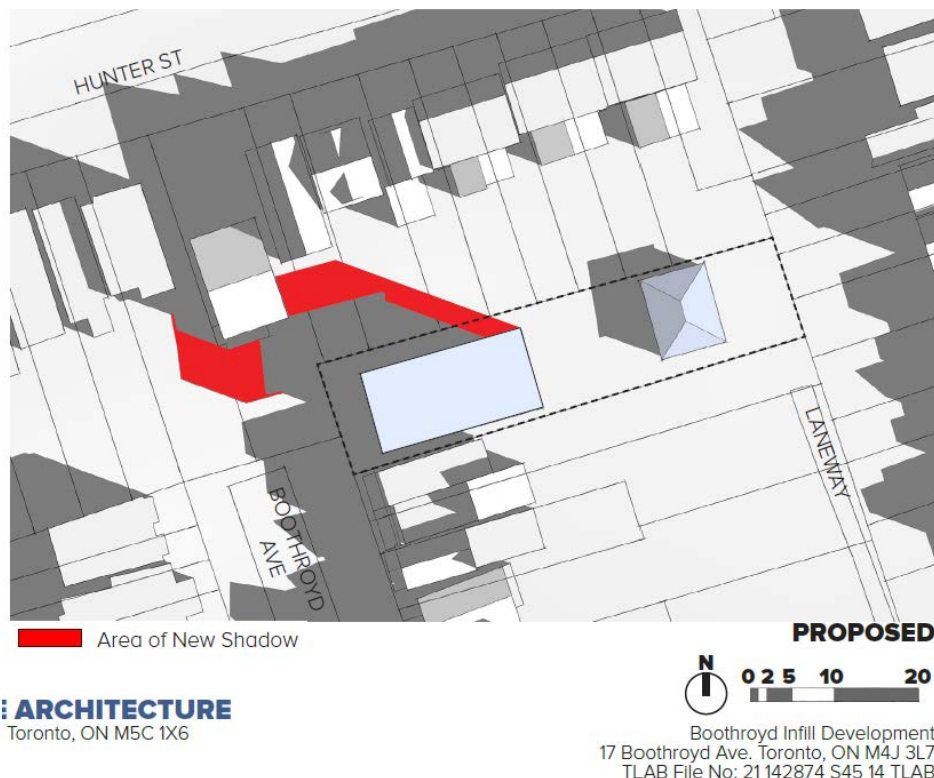 HUNTER ST
BOOTHROYD
AVE
LANEWAY
Area of New Shadow
PROPOSED
N
0 2 5 10 20
E ARCHITECTURE
Toronto, ON M5C 1X6
Boothroyd Infill Development
17 Boothroyd Ave. Toronto, ON M4J 3L7
TLAB File No: 21 142874 S45 14 TLAB